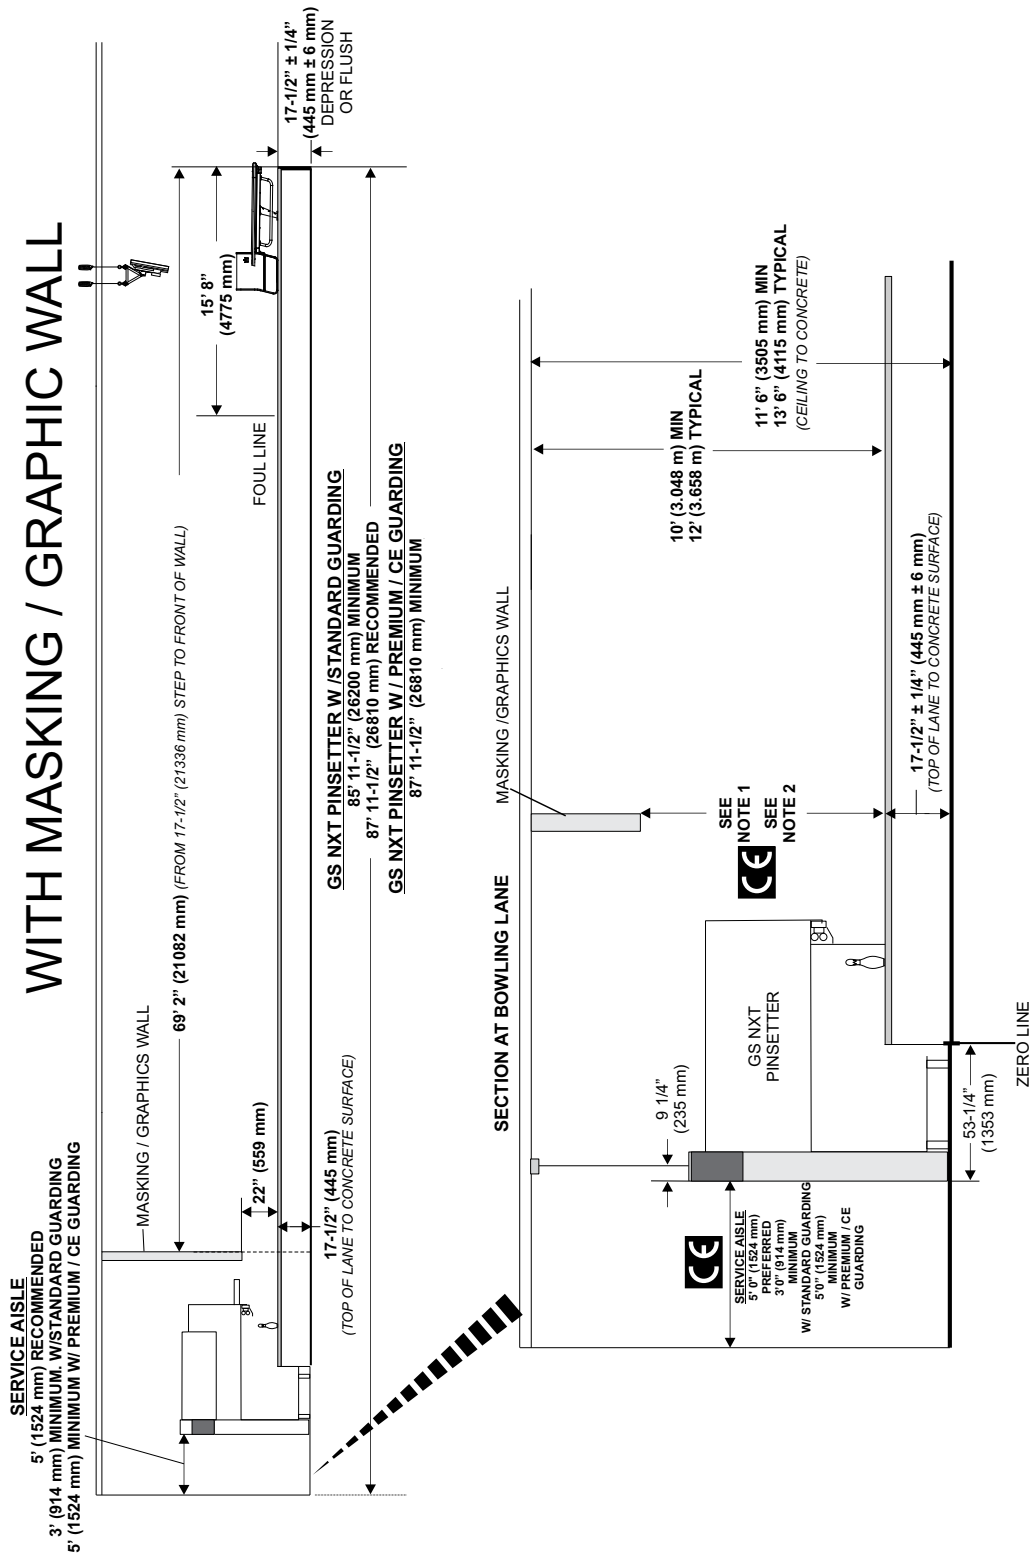 WITH MASKING / GRAPHIC WALL
SERVICE AISLE
5' (1524 mm) RECOMMENDED
3' (914 mm) MINIMUM. W/STANDARD GUARDING
5' (1524 mm) MINIMUM W/ PREMIUM / CE GUARDING
MASKING / GRAPHICS WALL
69' 2" (21082 mm) (FROM 17-1/2" (21336 mm) STEP TO FRONT OF WALL)
15' 8"
(4775 mm)
17-1/2" ± 1/4"
(445 mm ± 6 mm)
DEPRESSION
OR FLUSH
22" (559 mm)
FOUL LINE
17-1/2" (445 mm)
(TOP OF LANE TO CONCRETE SURFACE)
GS NXT PINSETTER W /STANDARD GUARDING
85' 11-1/2" (26200 mm) MINIMUM
87' 11-1/2" (26810 mm) RECOMMENDED
GS NXT PINSETTER W / PREMIUM / CE GUARDING
87' 11-1/2" (26810 mm) MINIMUM
SECTION AT BOWLING LANE
MASKING /GRAPHICS WALL
9 1/4"
(235 mm)
10' (3.048 m) MIN
12' (3.658 m) TYPICAL
11' 6" (3505 mm) MIN
13' 6" (4115 mm) TYPICAL
(CEILING TO CONCRETE)
SEE
NOTE 1
CE
SEE
NOTE 2
GS NXT
PINSETTER
CE
SERVICE AISLE
5' 0" (1524 mm)
PREFERRED
3'0" (914 mm)
MINIMUM
W/ STANDARD GUARDING
5'0" (1524 mm)
MINIMUM
W/ PREMIUM / CE
GUARDING
17-1/2" ± 1/4" (445 mm ± 6 mm)
(TOP OF LANE TO CONCRETE SURFACE)
53-1/4"
(1353 mm)
ZERO LINE